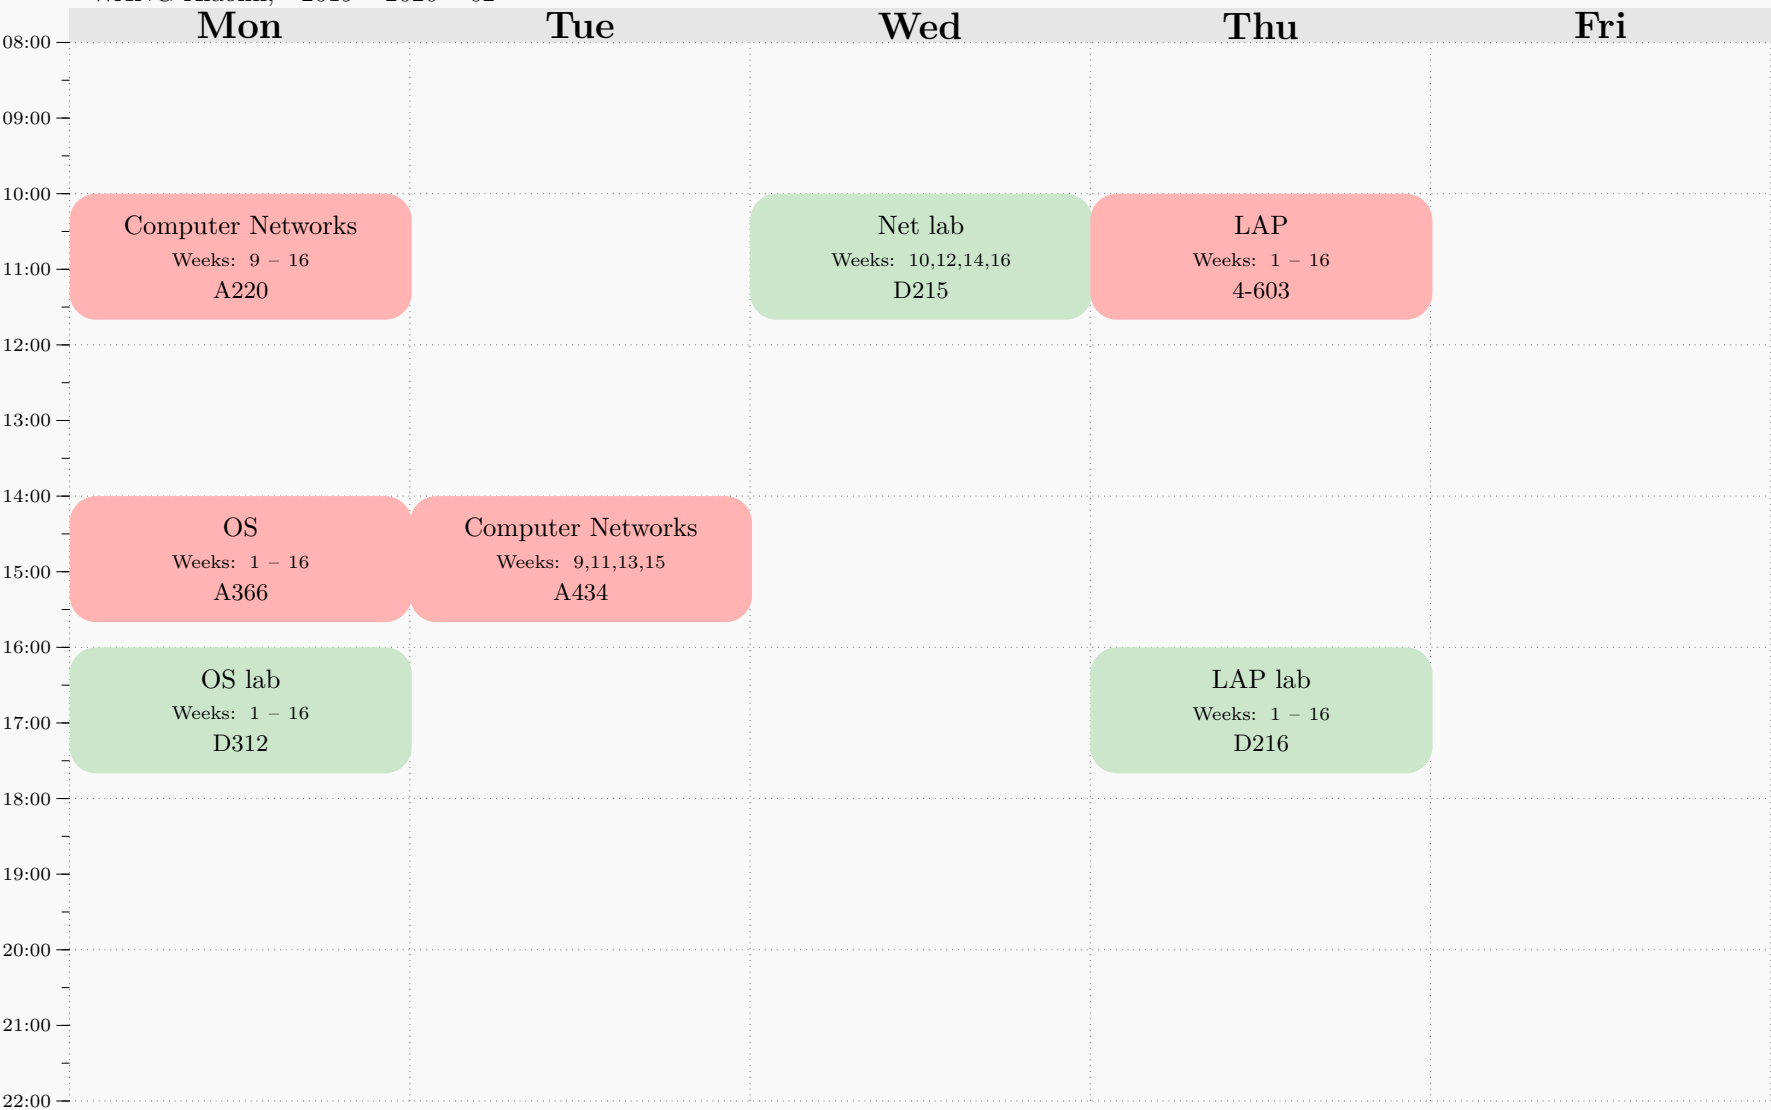 Mon Tue Wed Thu Fri
08:00
09:00
10:00
Computer Networks
Weeks: 9 – 16
A220
Net lab
Weeks: 10,12,14,16
D215
LAP
Weeks: 1 – 16
4-603
11:00
12:00
13:00
14:00
OS
Weeks: 1 – 16
A366
Computer Networks
Weeks: 9,11,13,15
A434
15:00
16:00
OS lab
Weeks: 1 – 16
D312
LAP lab
Weeks: 1 – 16
D216
17:00
18:00
19:00
20:00
21:00
22:00